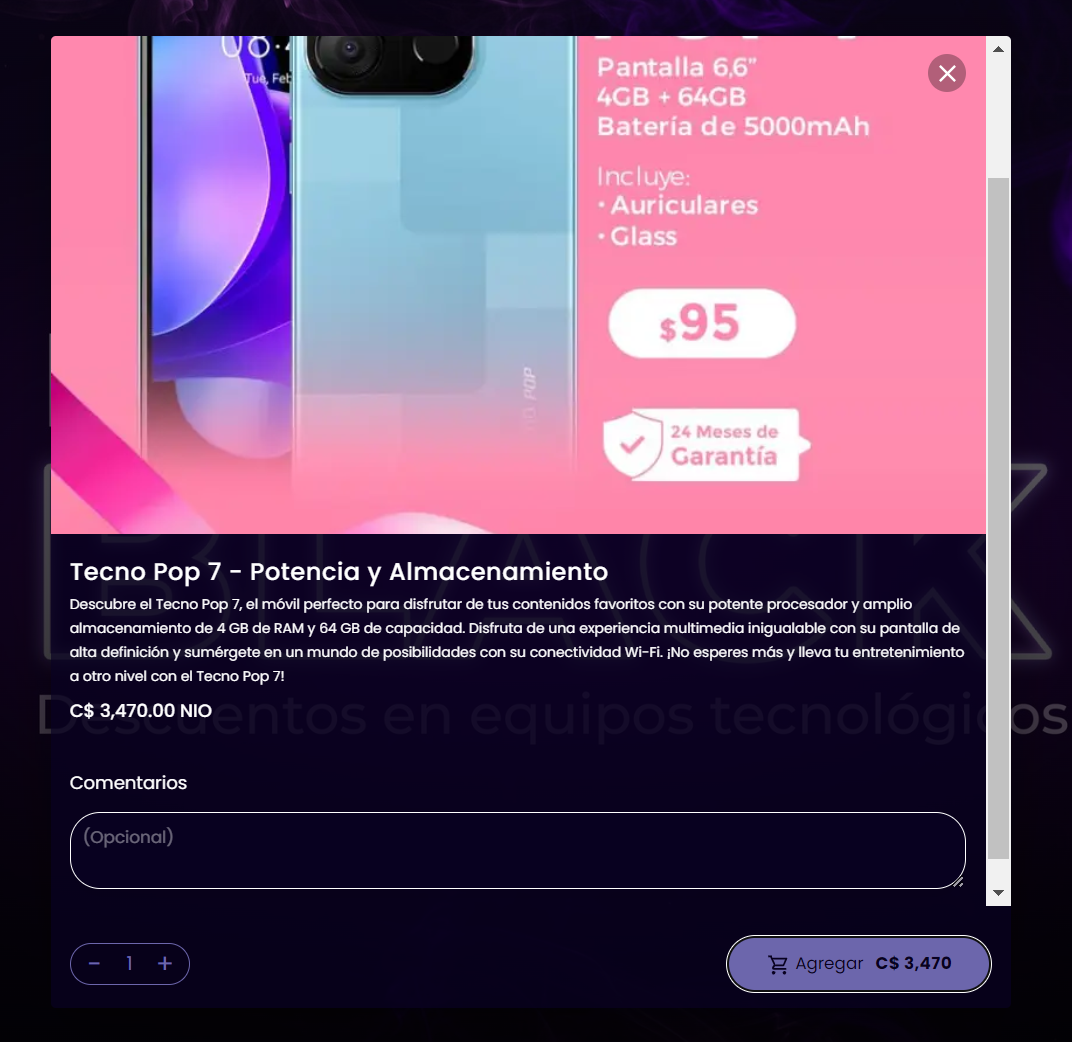 Tue, Feb
Pantalla 6,6”
4GB + 64GB
Batería de 5000mAh
Incluye:
• Auriculares
• Glass
$95
POP
24 Meses de
Garantía
Tecno Pop 7 - Potencia y Almacenamiento
Descubre el Tecno Pop 7, el móvil perfecto para disfrutar de tus contenidos favoritos con su potente procesador y amplio
almacenamiento de 4 GB de RAM y 64 GB de capacidad. Disfruta de una experiencia multimedia inigualable con su pantalla de
alta definición y sumérgete en un mundo de posibilidades con su conectividad Wi-Fi. ¡No esperes más y lleva tu entretenimiento
a otro nivel con el Tecno Pop 7!
C$ 3,470.00 NIO
BLACK
Descuentos en equipos tecnológicos
Comentarios
(Opcional)
− 1 +
Agregar C$ 3,470